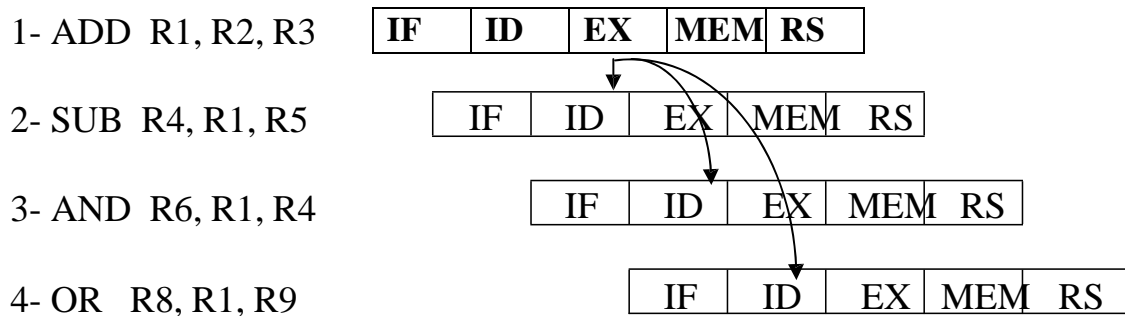 1- ADD R1, R2, R3 IF ID EX MEM RS
2- SUB R4, R1, R5 IF ID EX MEM RS
3- AND R6, R1, R4 IF ID EX MEM RS
4- OR R8, R1, R9 IF ID EX MEM RS